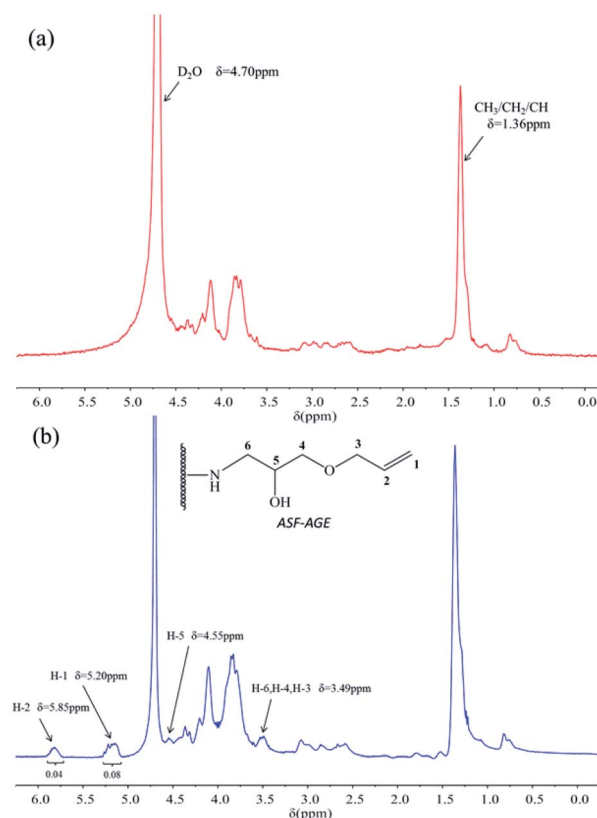 (a)
D₂O δ=4.70ppm
CH₃/CH₂/CH
δ=1.36ppm
6.0 5.5 5.0 4.5 4.0 3.5 3.0 2.5 2.0 1.5 1.0 0.5 0.0
δ(ppm)
(b)
6 4 3
5 1
N O 2
H
OH
ASF-AGE
H-5 δ=4.55ppm
H-1 δ=5.20ppm
H-6,H-4,H-3 δ=3.49ppm
H-2 δ=5.85ppm
0.04 0.08
6.0 5.5 5.0 4.5 4.0 3.5 3.0 2.5 2.0 1.5 1.0 0.5 0.0
δ(ppm)